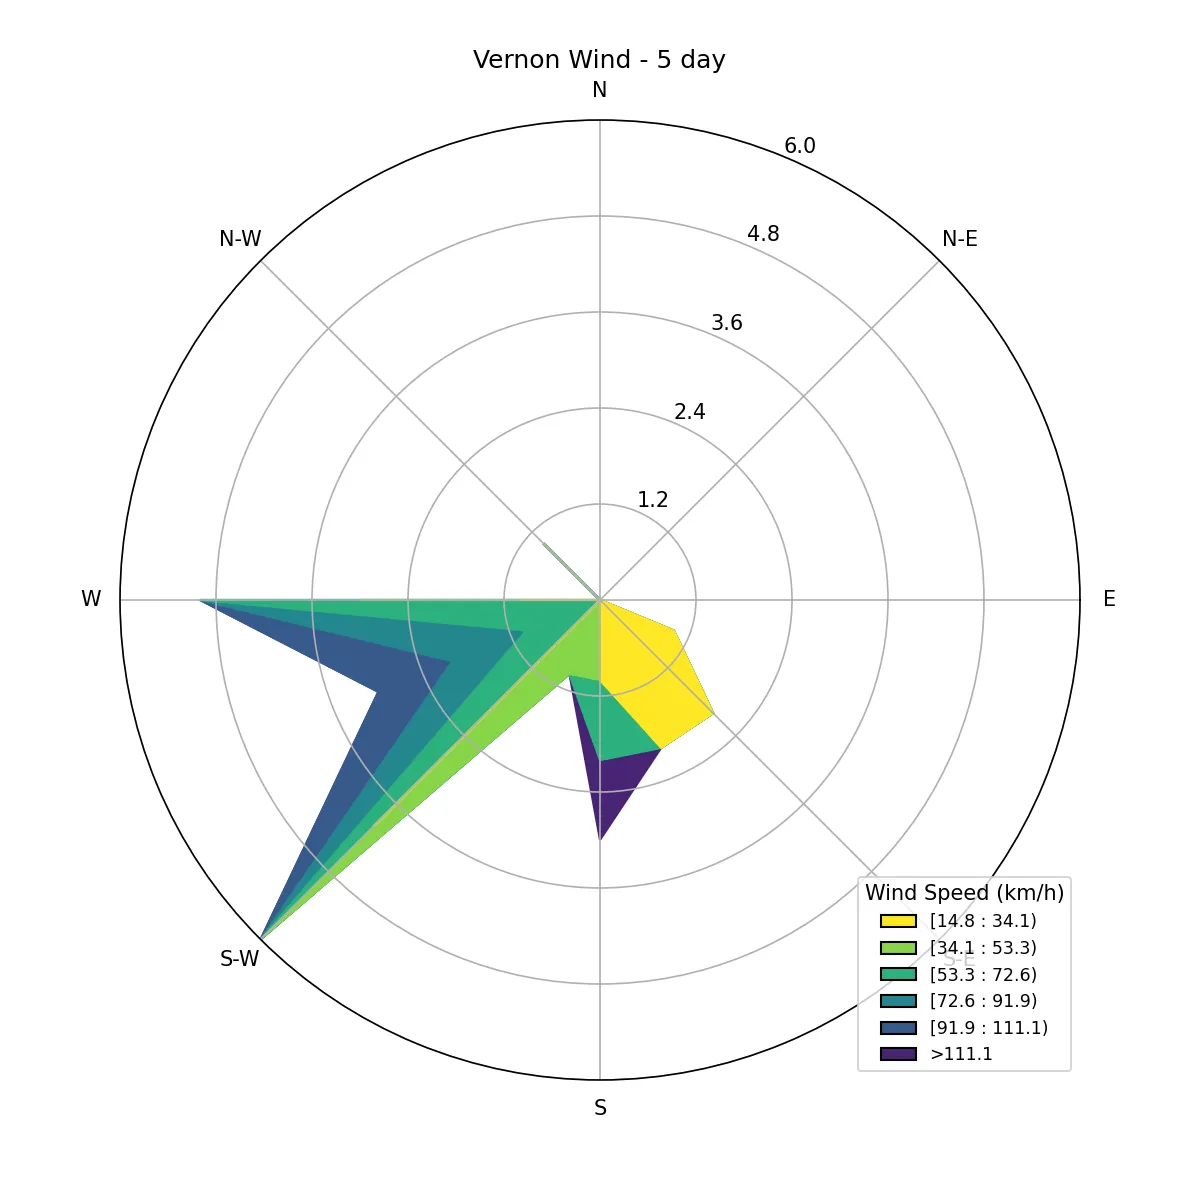 Vernon Wind - 5 day
N
6.0
N-W
N-E
4.8
3.6
2.4
1.2
W
E
Wind Speed (km/h)
[14.8 : 34.1)
[34.1 : 53.3)
S-W
S-E
[53.3 : 72.6)
[72.6 : 91.9)
[91.9 : 111.1)
>111.1
S